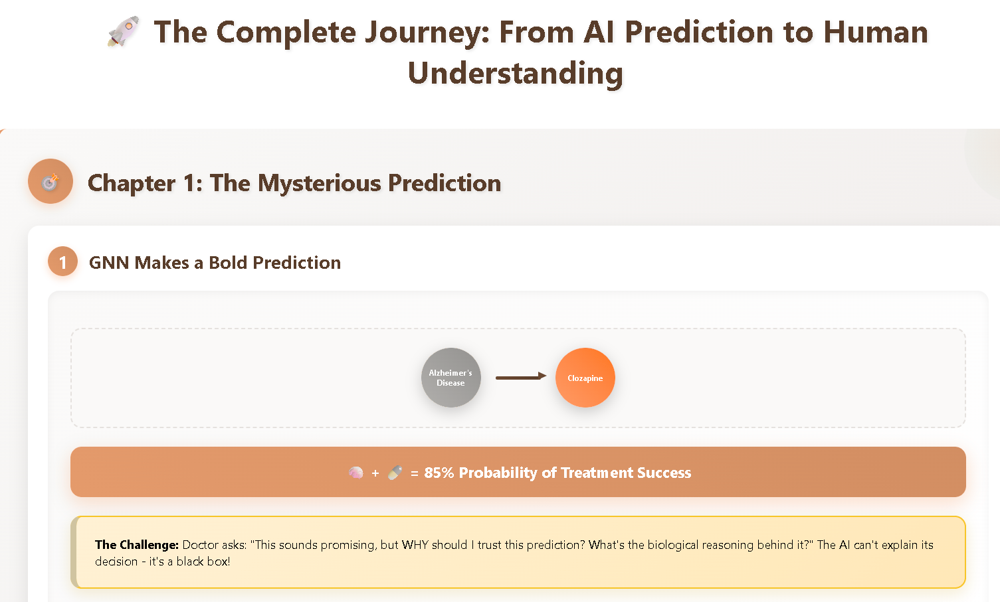 🚀 The Complete Journey: From AI Prediction to Human
Understanding
🎯 Chapter 1: The Mysterious Prediction
1 GNN Makes a Bold Prediction
Alzheimer's
Disease
Clozapine
🧠 + 💊 = 85% Probability of Treatment Success
The Challenge: Doctor asks: "This sounds promising, but WHY should I trust this prediction? What's the biological reasoning behind it?" The AI can't explain its
decision - it's a black box!